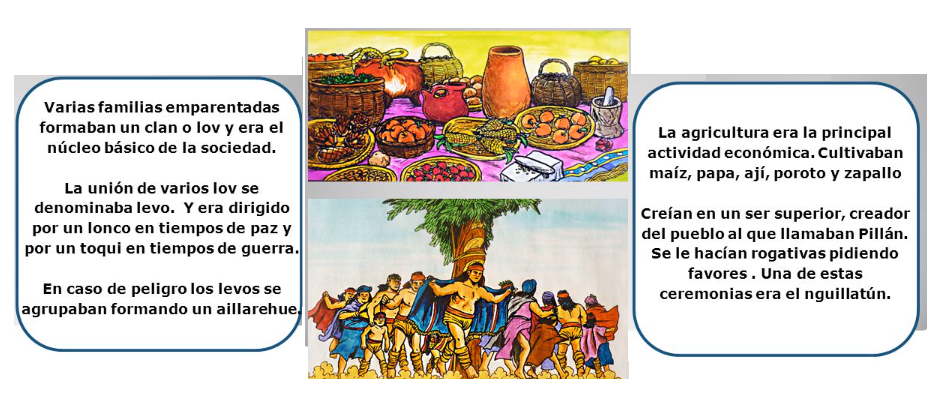 Varias familias emparentadas
formaban un clan o lov y era el
núcleo básico de la sociedad.
La unión de varios lov se
denominaba levo. Y era dirigido
por un lonco en tiempos de paz y
por un toqui en tiempos de guerra.
En caso de peligro los levos se
agrupaban formando un aillarehue.
La agricultura era la principal
actividad económica. Cultivaban
maíz, papa, ají, poroto y zapallo
Creían en un ser superior, creador
del pueblo al que llamaban Pillán.
Se le hacían rogativas pidiendo
favores . Una de estas
ceremonias era el nguillatún.